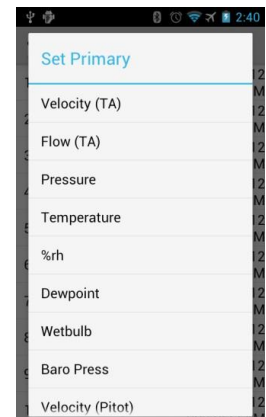 2:40
Set Primary
Velocity (TA)
Flow (TA)
Pressure
Temperature
%rh
Dewpoint
Wetbulb
Baro Press
Velocity (Pitot)